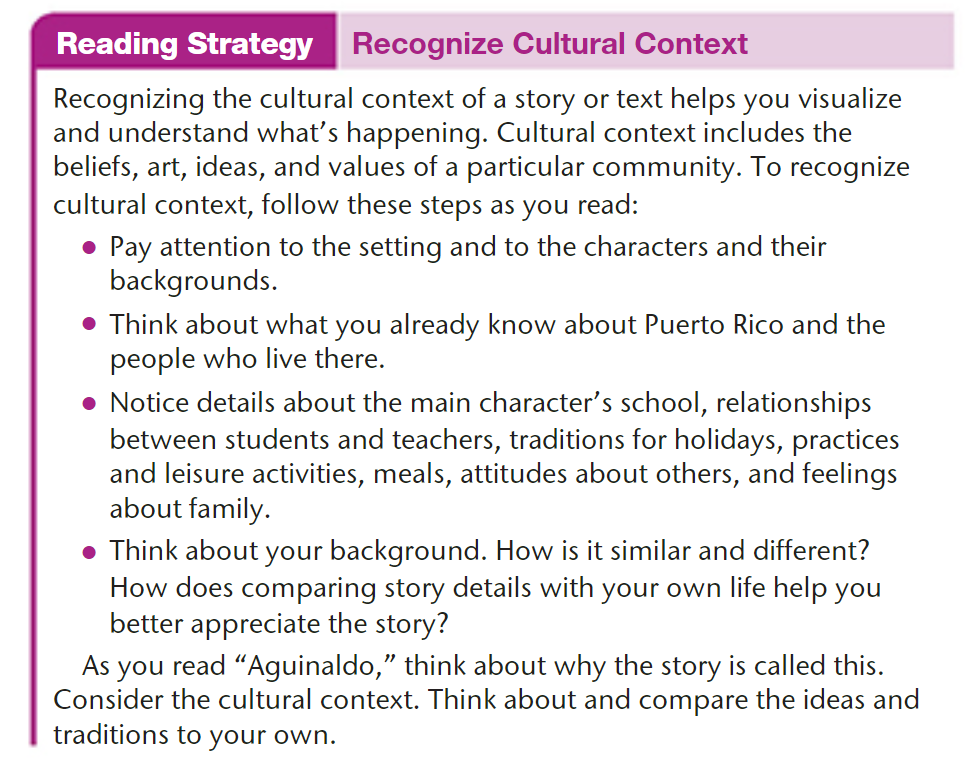 Reading Strategy Recognize Cultural Context
Recognizing the cultural context of a story or text helps you visualize
and understand what's happening. Cultural context includes the
beliefs, art, ideas, and values of a particular community. To recognize
cultural context, follow these steps as you read:
● Pay attention to the setting and to the characters and their
backgrounds.
● Think about what you already know about Puerto Rico and the
people who live there.
● Notice details about the main character's school, relationships
between students and teachers, traditions for holidays, practices
and leisure activities, meals, attitudes about others, and feelings
about family.
● Think about your background. How is it similar and different?
How does comparing story details with your own life help you
better appreciate the story?
As you read “Aguinaldo,” think about why the story is called this.
Consider the cultural context. Think about and compare the ideas and
traditions to your own.